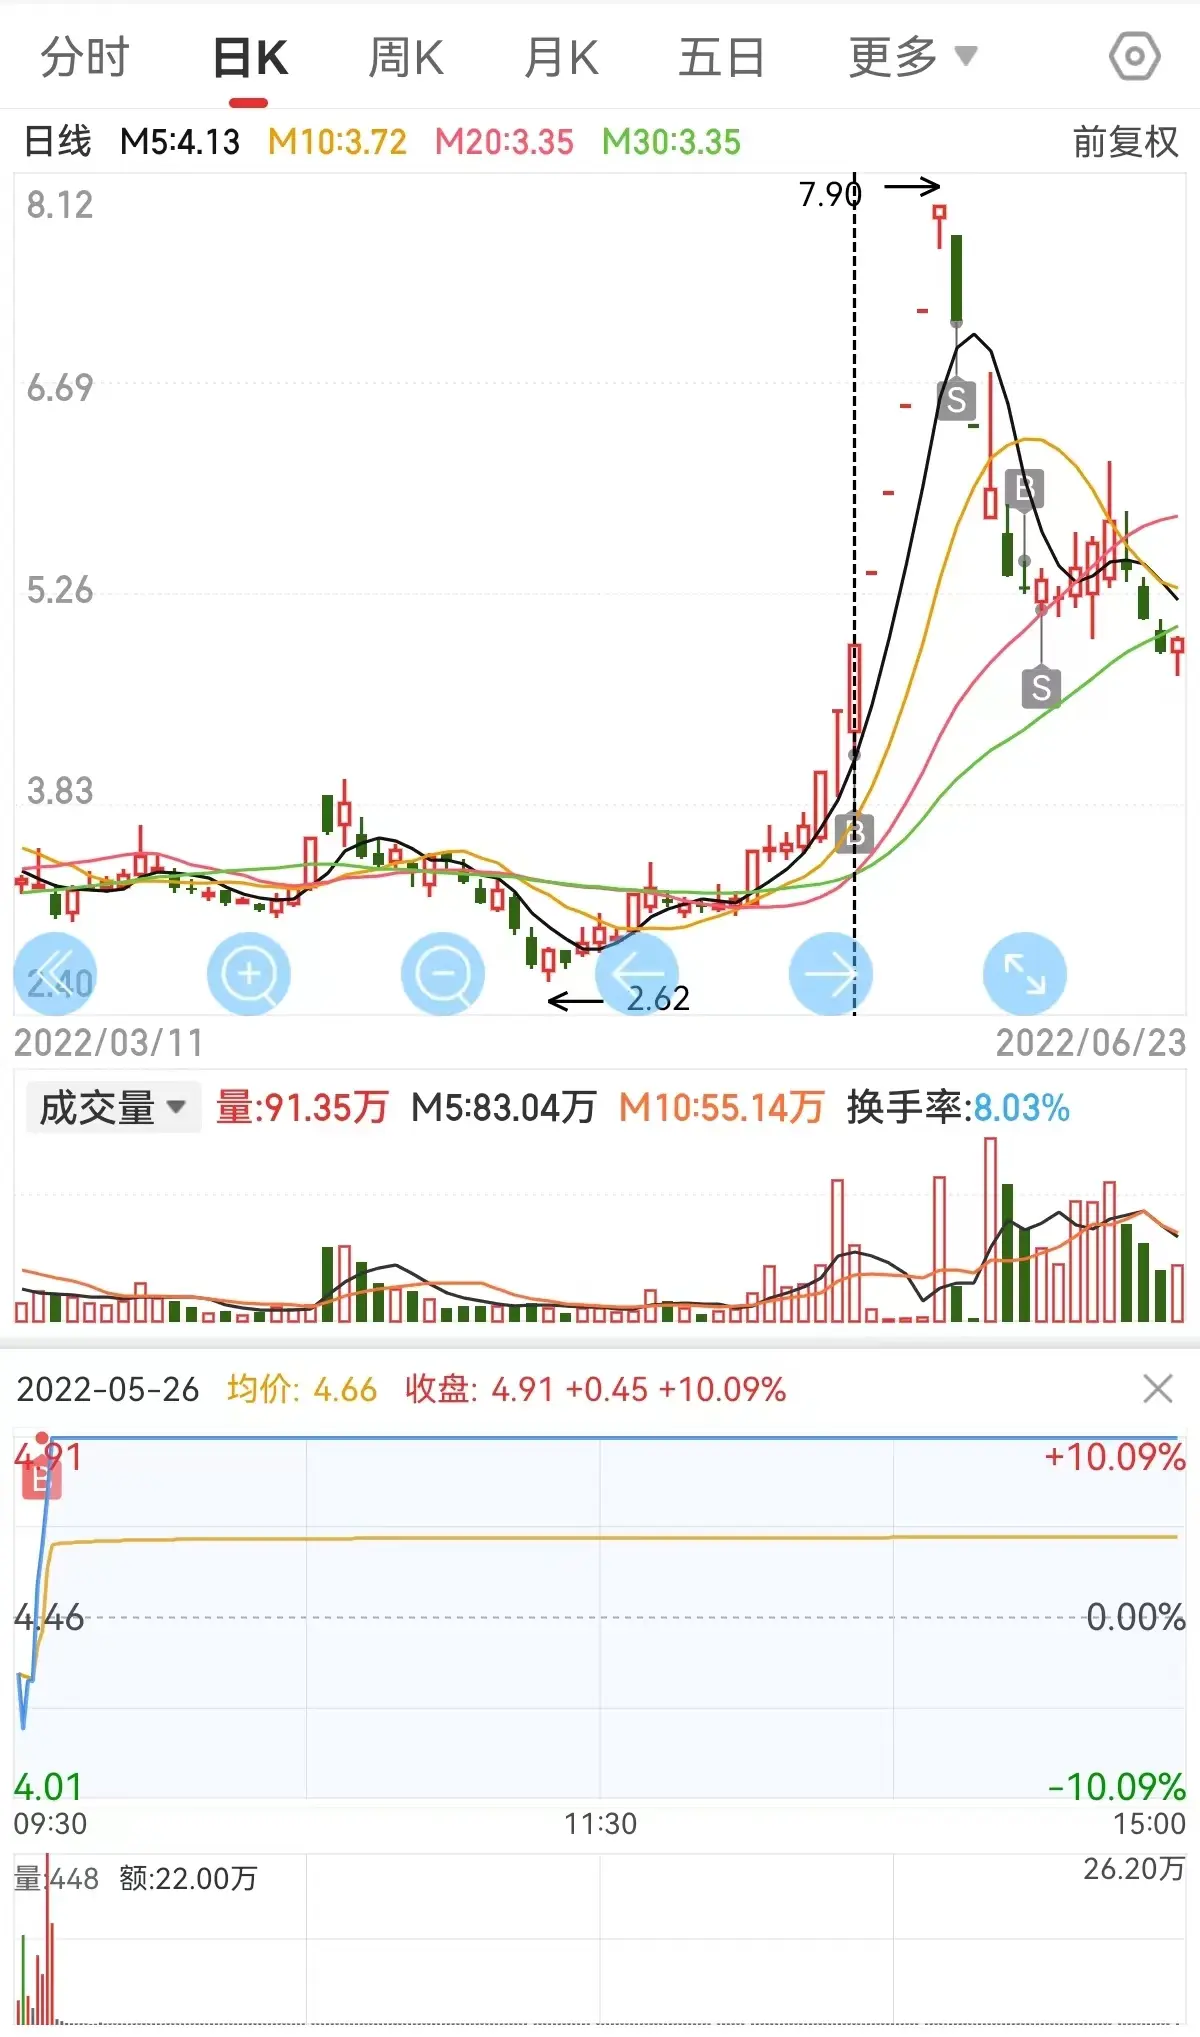 分时 日K 周K 月K 五日 更多
日线 M5:4.13 M10:3.72 M20:3.35 M30:3.35 前复权
8.12
7.90
6.69
S
B
5.26
S
3.83
B
2.40
2.62
2022/03/11 2022/06/23
成交量 量:91.35万 M5:83.04万 M10:55.14万 换手率:8.03%
2022-05-26 均价: 4.66 收盘: 4.91 +0.45 +10.09%
4.91 +10.09%
B
4.46 0.00%
4.01 -10.09%
09:30 11:30 15:00
量:448 额:22.00万 26.20万